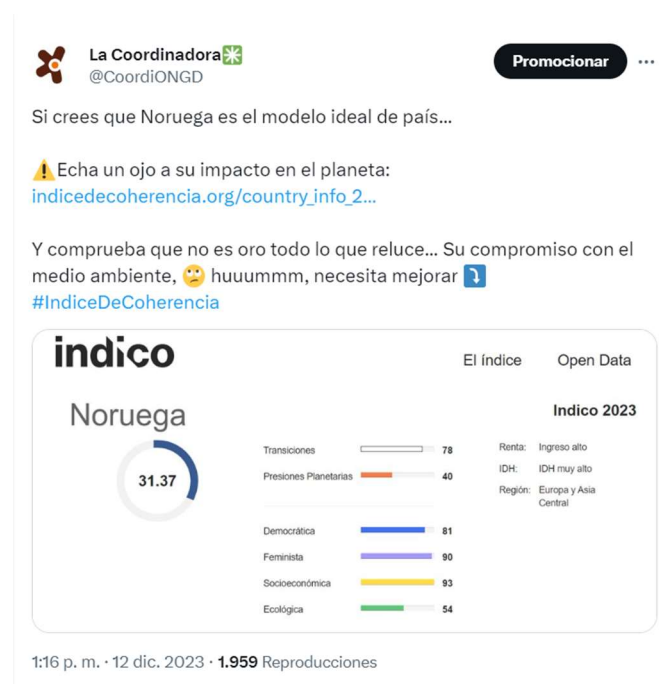 La Coordinadora
@CoordiONGD
Promocionar
Si crees que Noruega es el modelo ideal de país...
Echa un ojo a su impacto en el planeta:
indicedecoherencia.org/country_info_2...
Y comprueba que no es oro todo lo que reluce... Su compromiso con el
medio ambiente, huuummm, necesita mejorar
#IndiceDeCoherencia
indico
El índice Open Data
Noruega
Indico 2023
31.37
Transiciones 78
Presiones Planetarias 40
Democrática 81
Feminista 90
Socioeconómica 93
Ecológica 54
Renta: Ingreso alto
IDH: IDH muy alto
Región: Europa y Asia
Central
1:16 p. m. · 12 dic. 2023 · 1.959 Reproducciones